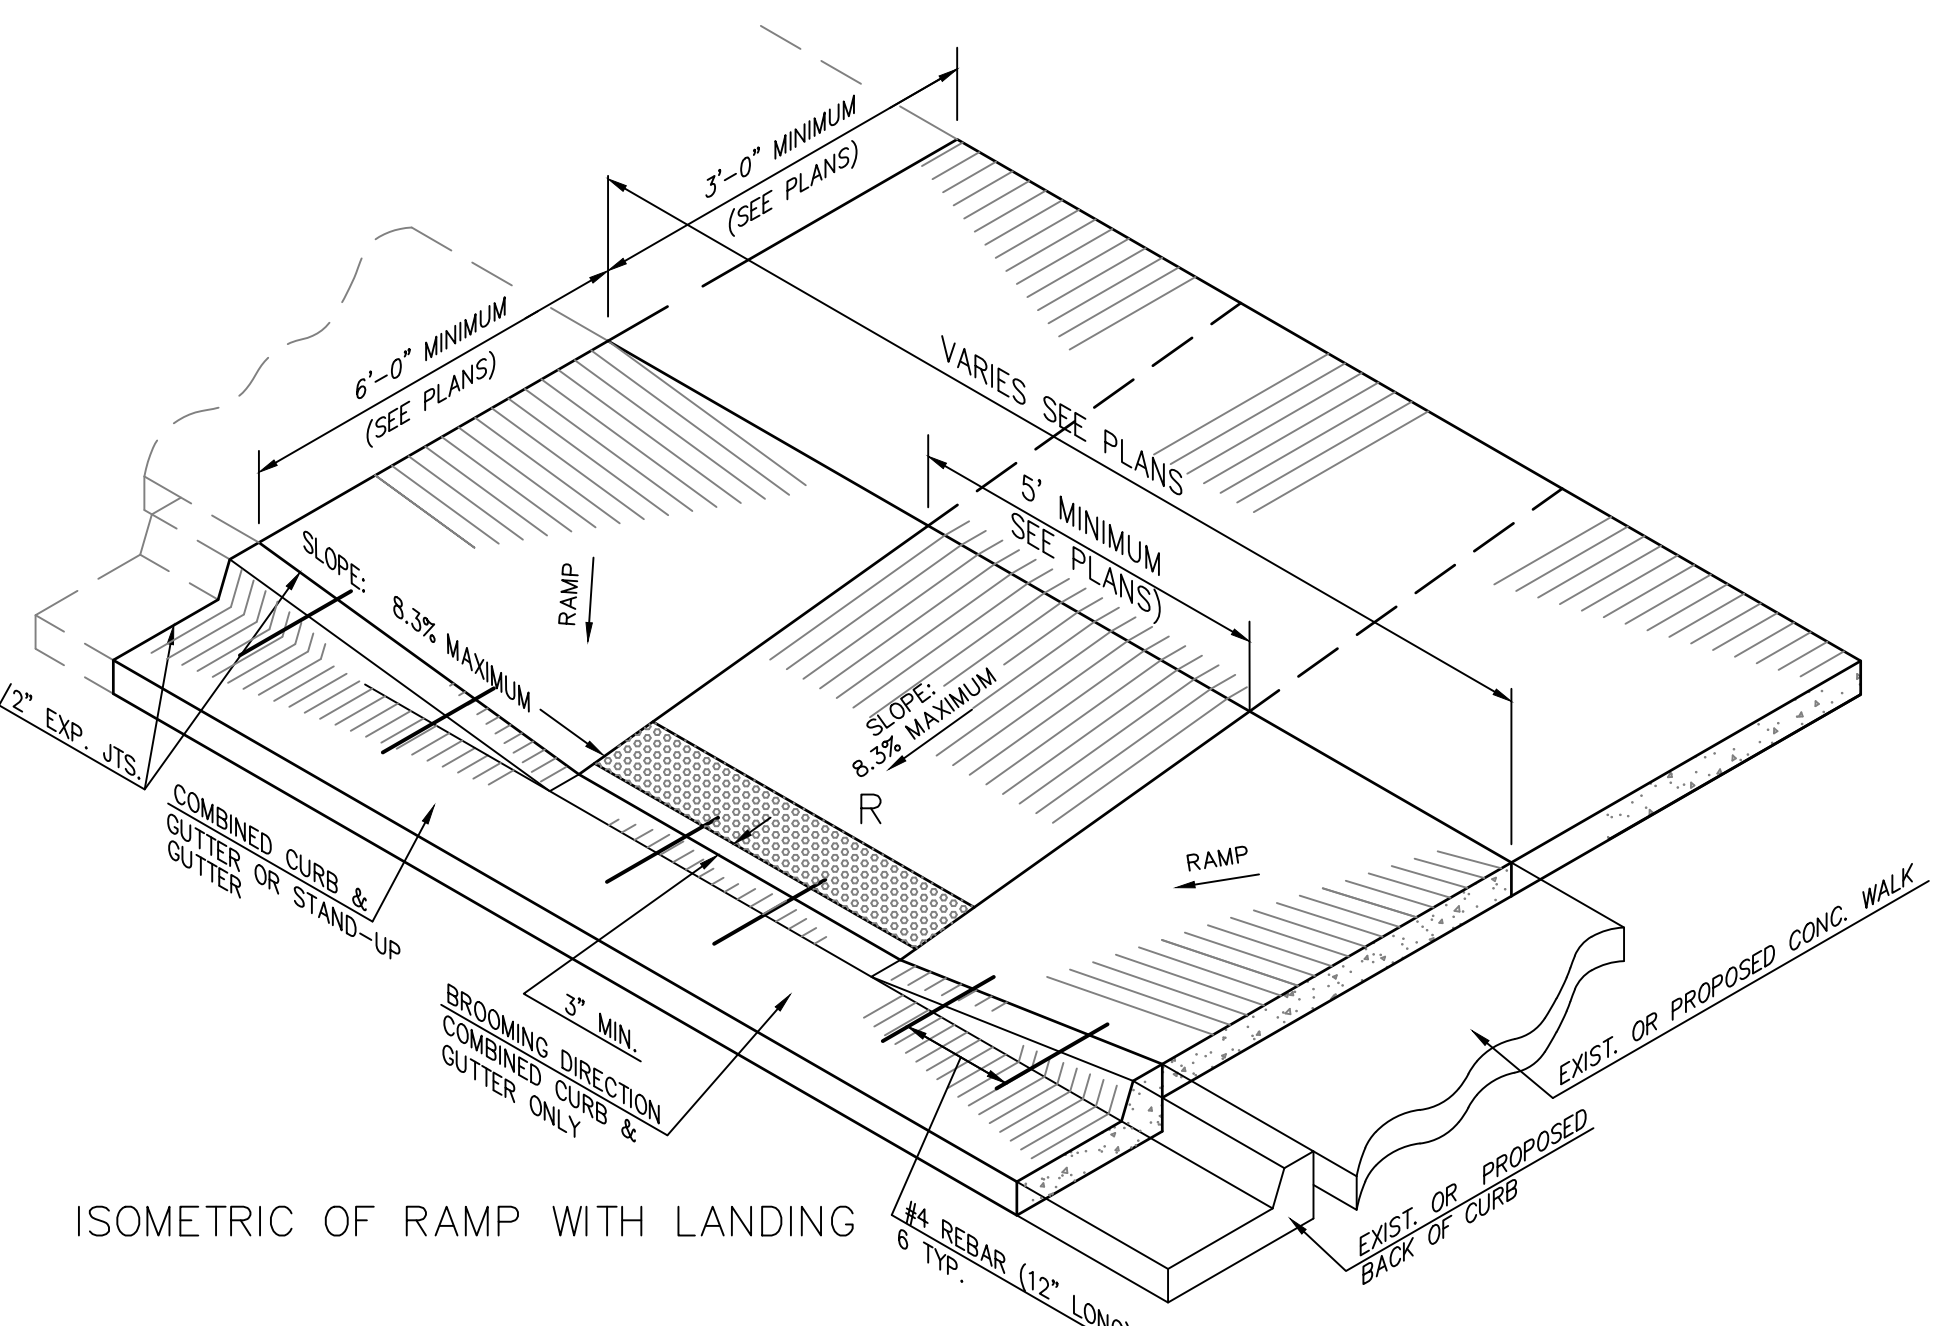 3'-0" MINIMUM
(SEE PLANS)
6'-0" MINIMUM
(SEE PLANS)
VARIES SEE PLANS
5' MINIMUM
SEE PLANS)
SLOPE:
8.3% MAXIMUM
RAMP
SLOPE:
8.3% MAXIMUM
R
RAMP
/2" EXP. JTS.
COMBINED CURB &
GUTTER OR STAND-UP
GUTTER
3" MIN.
BROOMING DIRECTION
COMBINED CURB &
GUTTER ONLY
EXIST. OR PROPOSED CONC. WALK
EXIST. OR PROPOSED
BACK OF CURB
#4 REBAR (12" LONG)
6 TYP.
ISOMETRIC OF RAMP WITH LANDING